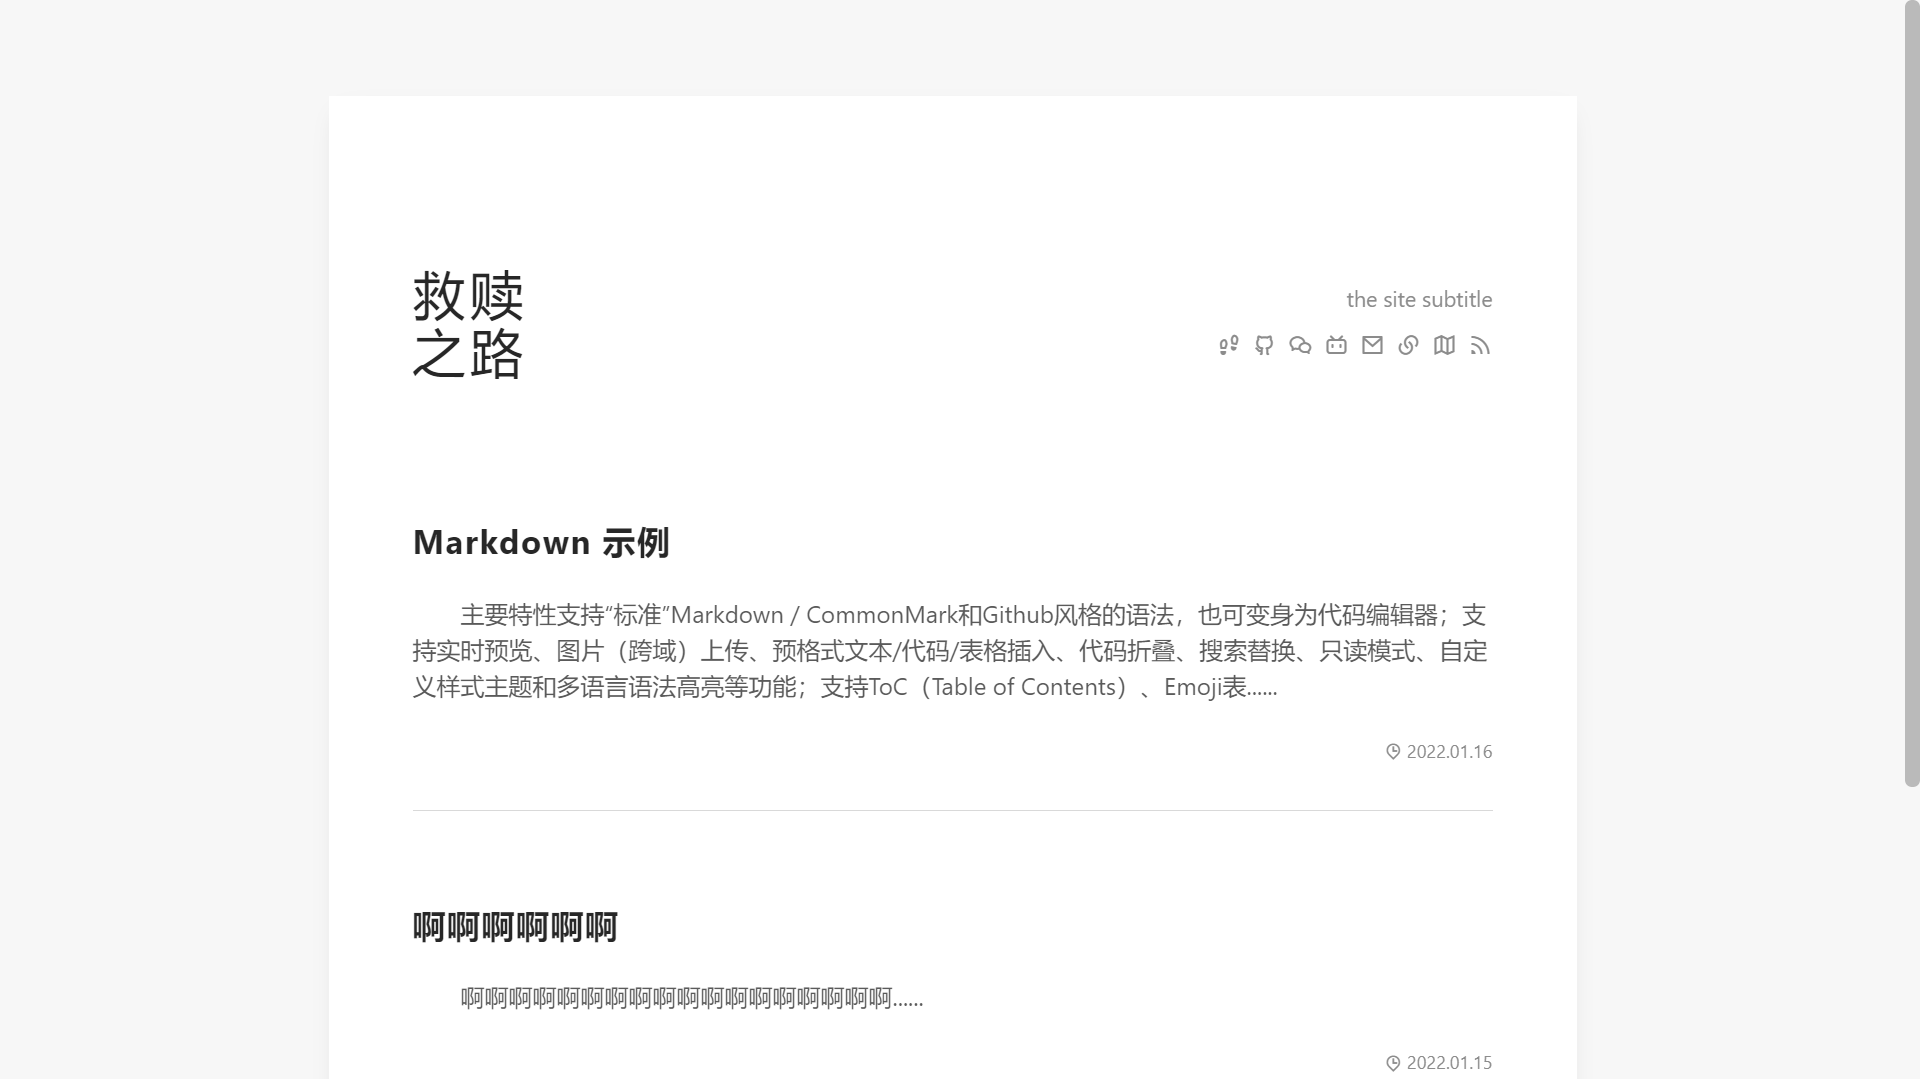 救赎
之路
the site subtitle
Markdown 示例
主要特性支持“标准”Markdown / CommonMark和Github风格的语法，也可变身为代码编辑器；支
持实时预览、图片（跨域）上传、预格式文本/代码/表格插入、代码折叠、搜索替换、只读模式、自定
义样式主题和多语言语法高亮等功能；支持ToC（Table of Contents）、Emoji表......
2022.01.16
啊啊啊啊啊啊
啊啊啊啊啊啊啊啊啊啊啊啊啊啊啊啊啊啊......
2022.01.15